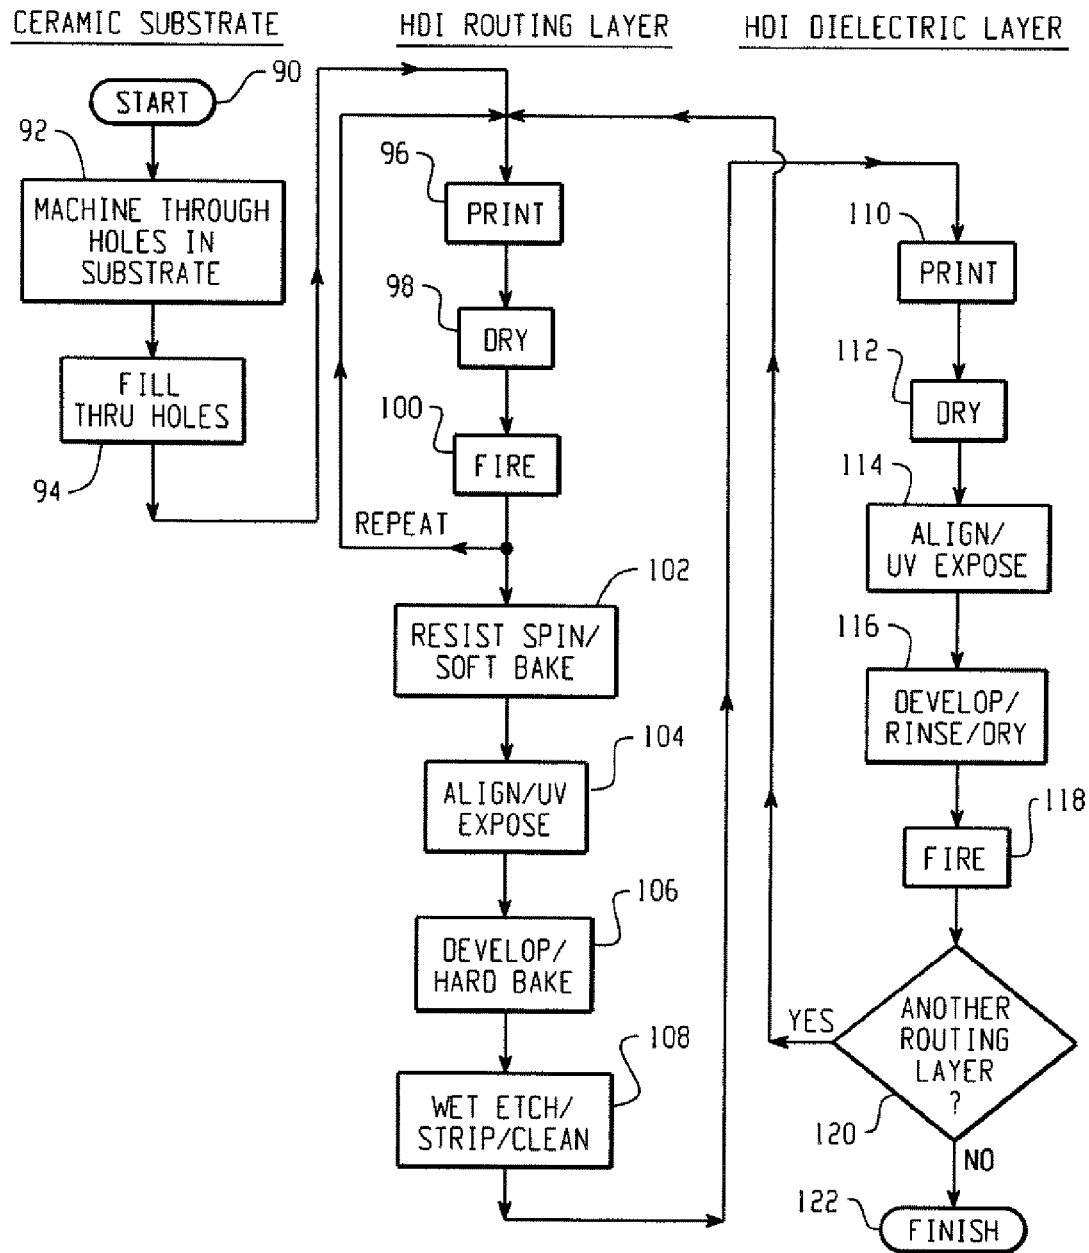 CERAMIC SUBSTRATE
START
90
92
MACHINE THROUGH
HOLES IN
SUBSTRATE
FILL
THRU HOLES
94
HDI ROUTING LAYER
96
PRINT
98
DRY
100
FIRE
REPEAT
102
RESIST SPIN/
SOFT BAKE
104
ALIGN/UV
EXPOSE
106
DEVELOP/
HARD BAKE
108
WET ETCH/
STRIP/CLEAN
HDI DIELECTRIC LAYER
110
PRINT
112
DRY
114
ALIGN/
UV EXPOSE
116
DEVELOP/
RINSE/DRY
118
FIRE
YES
ANOTHER
ROUTING
LAYER
?
120
NO
122
FINISH